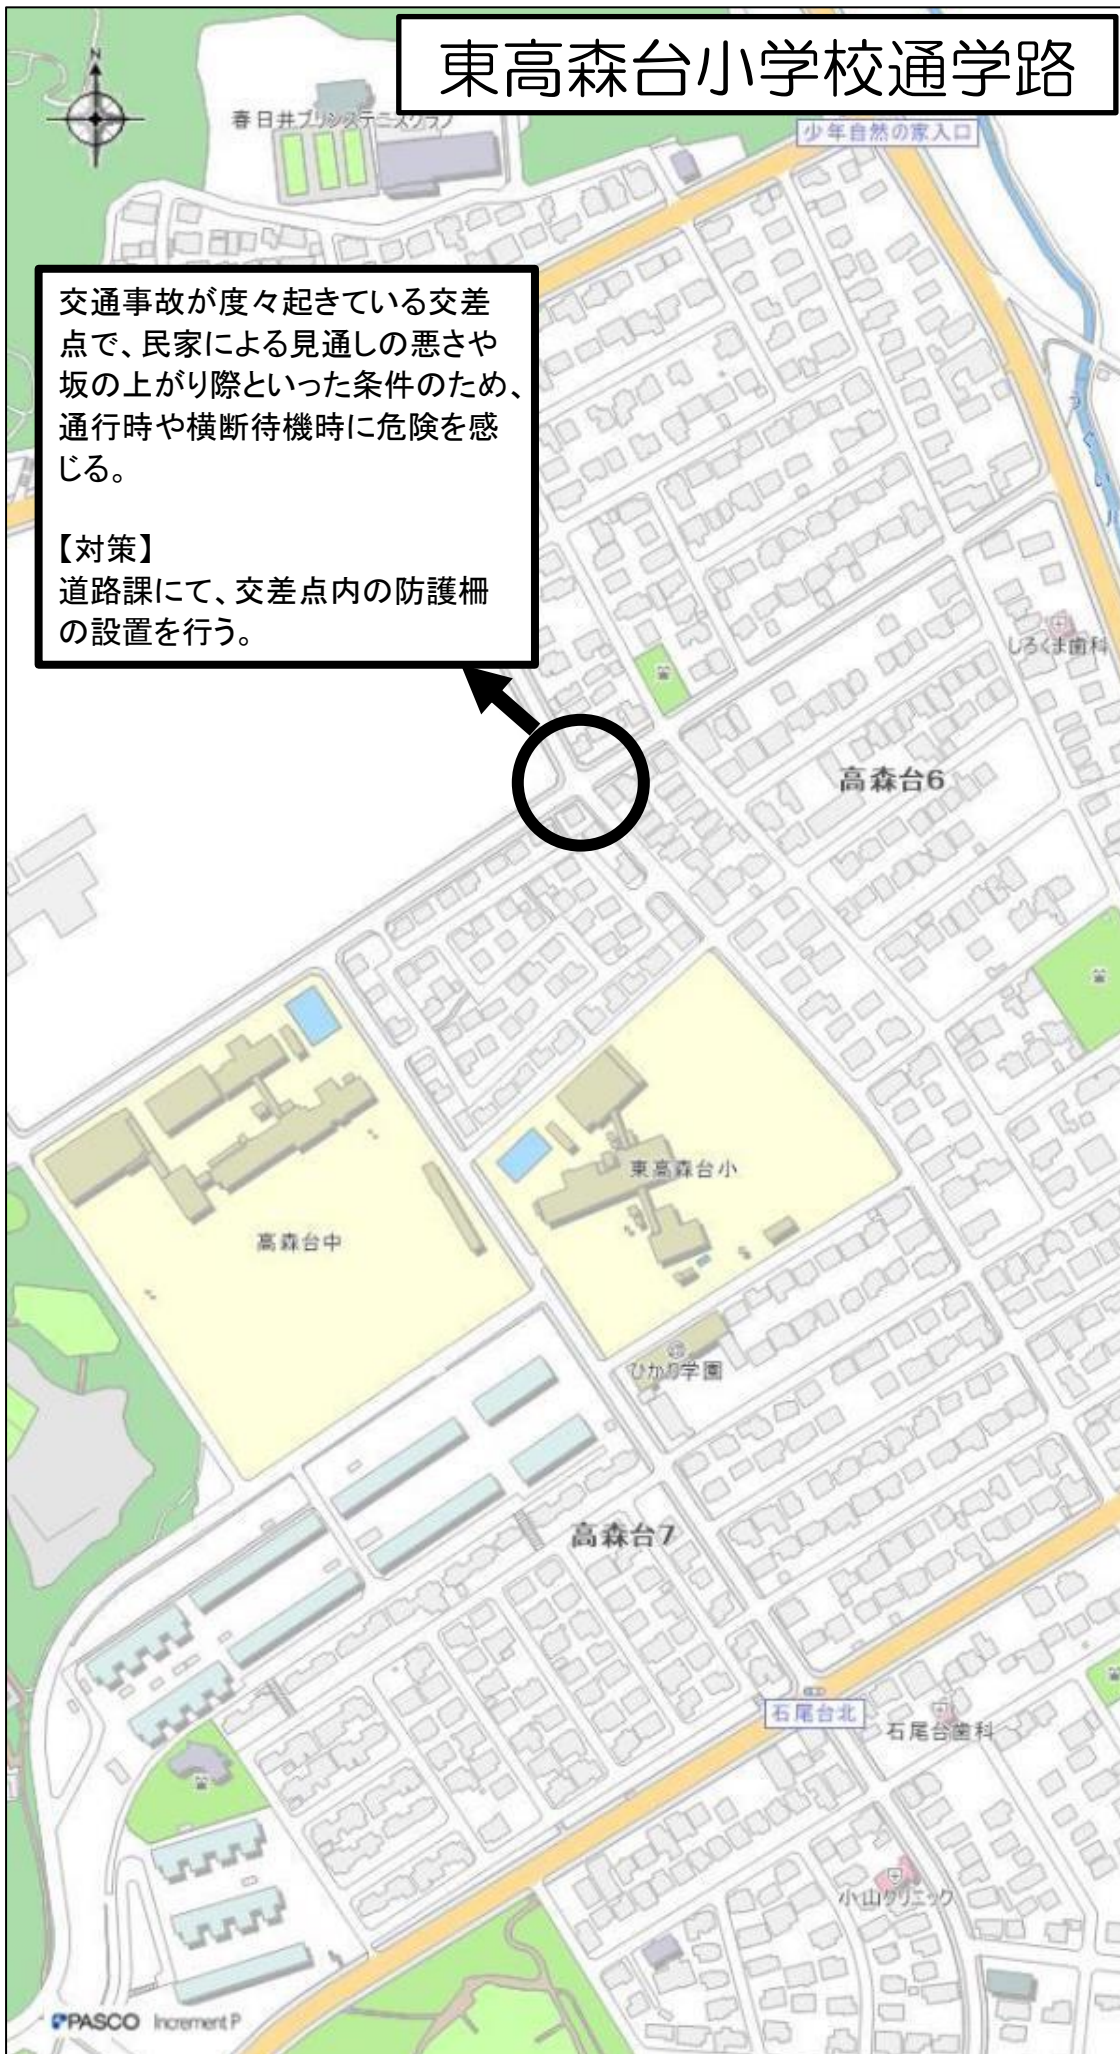 東高森台小学校通学路
N
春日井プリンステニスクラブ
少年自然の家入口
交通事故が度々起きている交差
点で、民家による見通しの悪さや
坂の上がり際といった条件のため、
通行時や横断待機時に危険を感
じる。
【対策】
道路課にて、交差点内の防護柵
の設置を行う。
しろくま歯科
高森台6
東高森台小
高森台中
ひかり学園
高森台7
石尾台北
石尾台歯科
小山クリニック
PASCO Increment P